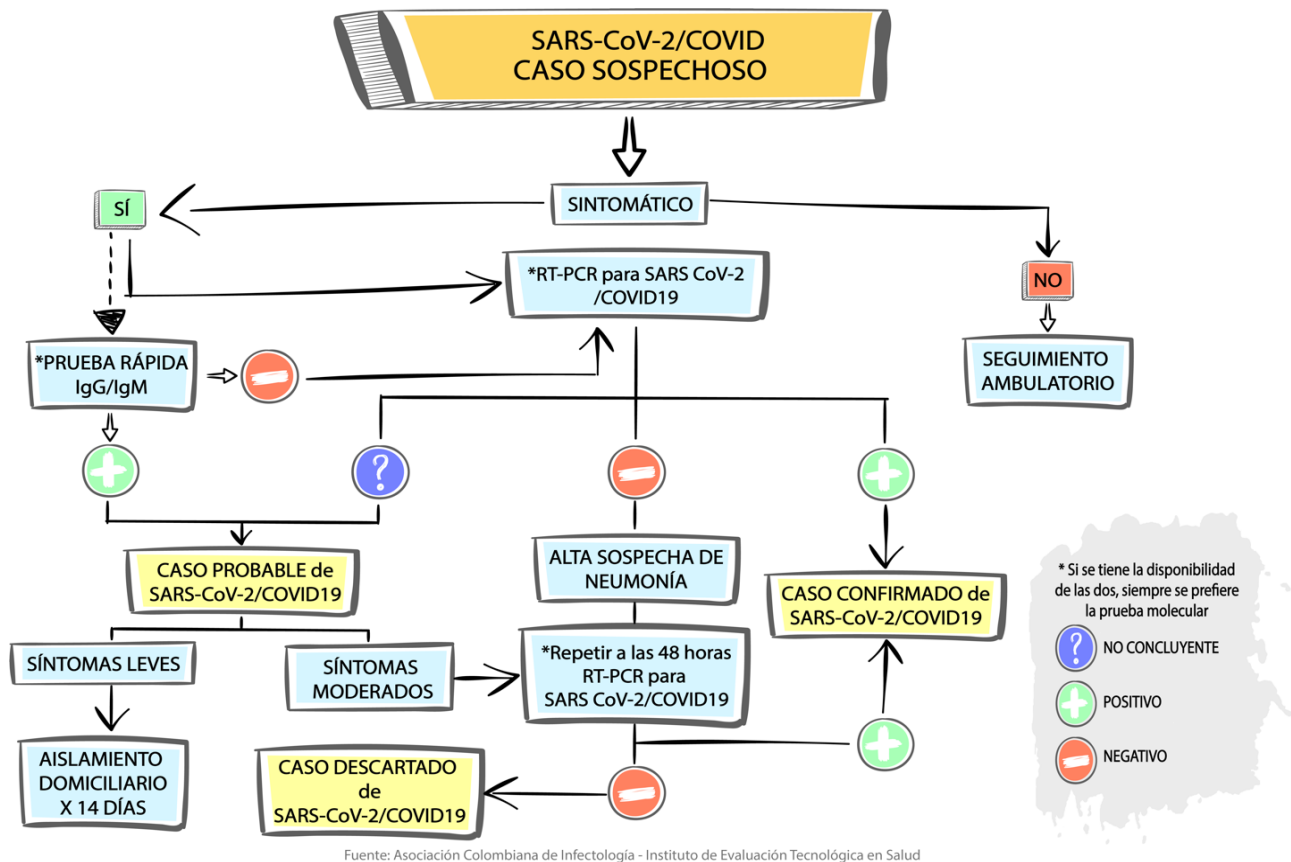 SARS-CoV-2/COVID
CASO SOSPECHOSO
SÍ
SINTOMÁTICO
*RT-PCR para SARS CoV-2
/COVID19
NO
*PRUEBA RÁPIDA
IgG/IgM
SEGUIMIENTO
AMBULATORIO
?
CASO PROBABLE de
SARS-CoV-2/COVID19
ALTA SOSPECHA DE
NEUMONÍA
CASO CONFIRMADO de
SARS-CoV-2/COVID19
SÍNTOMAS LEVES
SÍNTOMAS
MODERADOS
*Repetir a las 48 horas
RT-PCR para
SARS CoV-2/COVID19
AISLAMIENTO
DOMICILIARIO
X 14 DÍAS
CASO DESCARTADO
de
SARS-CoV-2/COVID19
* Si se tiene la disponibilidad
de las dos, siempre se prefiere
la prueba molecular
? NO CONCLUYENTE
POSITIVO
NEGATIVO
Fuente: Asociación Colombiana de Infectología - Instituto de Evaluación Tecnológica en Salud